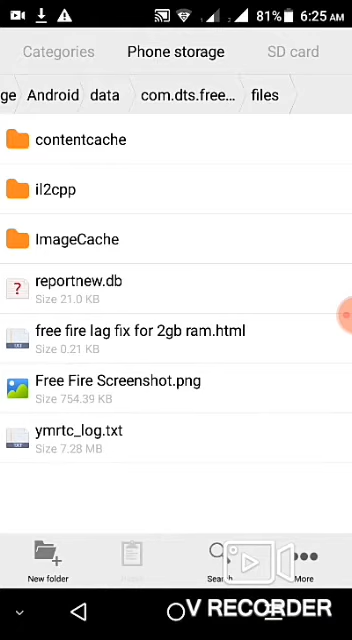 81% 6:25 AM
Categories Phone storage SD card
ge Android data com.dts.free... files
contentcache
il2cpp
ImageCache
reportnew.db
Size 21.0 KB
free fire lag fix for 2gb ram.html
Size 0.21 KB
Free Fire Screenshot.png
Size 754.39 KB
ymrtc_log.txt
Size 7.28 MB
New folder More
V RECORDER